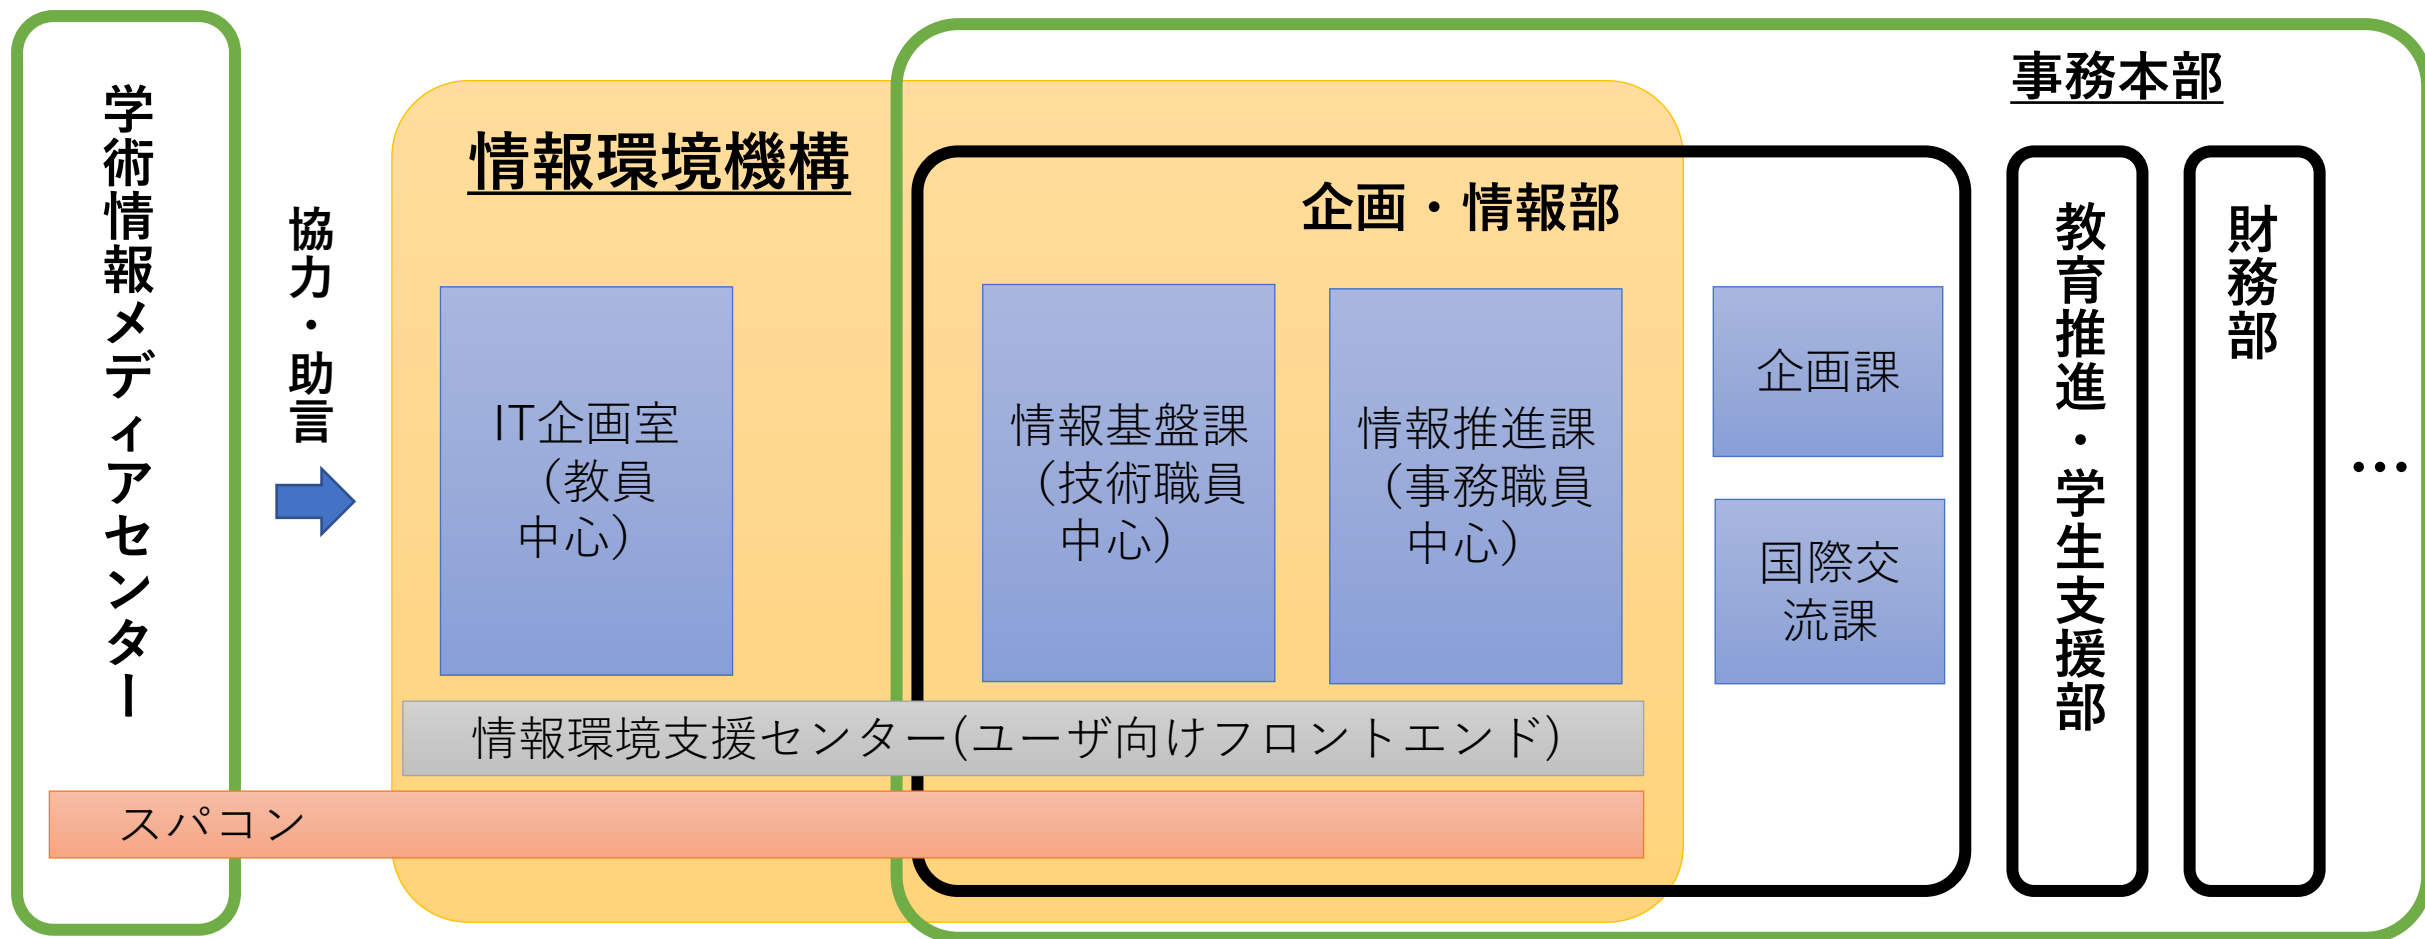 学術情報メディアセンター
協力・助言
情報環境機構
IT企画室
（教員
中心）
事務本部
企画・情報部
情報基盤課
（技術職員
中心）
情報推進課
（事務職員
中心）
企画課
国際交
流課
教育推進・学生支援部
財務部
…
情報環境支援センター(ユーザ向けフロントエンド)
スパコン